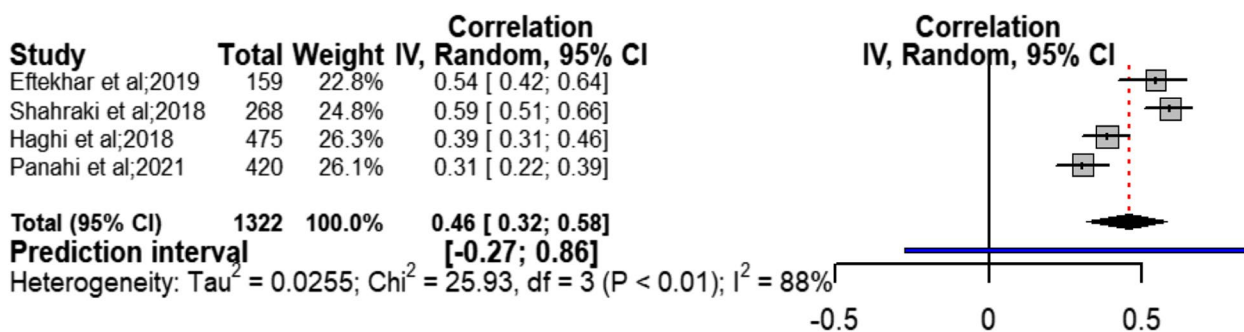 Correlation Correlation
Study Total Weight IV, Random, 95% CI IV, Random, 95% CI
Eftekhar et al;2019 159 22.8% 0.54 [ 0.42; 0.64]
Shahraki et al;2018 268 24.8% 0.59 [ 0.51; 0.66]
Haghi et al;2018 475 26.3% 0.39 [ 0.31; 0.46]
Panahi et al;2021 420 26.1% 0.31 [ 0.22; 0.39]
Total (95% CI) 1322 100.0% 0.46 [ 0.32; 0.58]
Prediction interval [-0.27; 0.86]
Heterogeneity: Tau² = 0.0255; Chi² = 25.93, df = 3 (P < 0.01); I² = 88%
-0.5 0 0.5